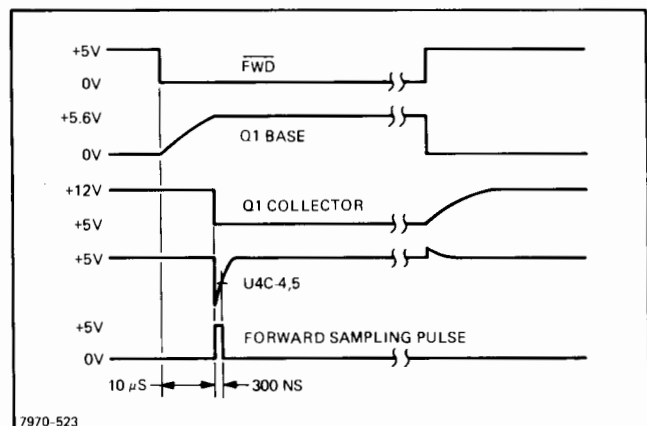 +5V
F̅W̅D̅
0V
+5.6V
Q1 BASE
0V
+12V
Q1 COLLECTOR
+5V
+5V
U4C-4,5
+5V
FORWARD SAMPLING PULSE
0V
10 µS
300 NS
7970-523